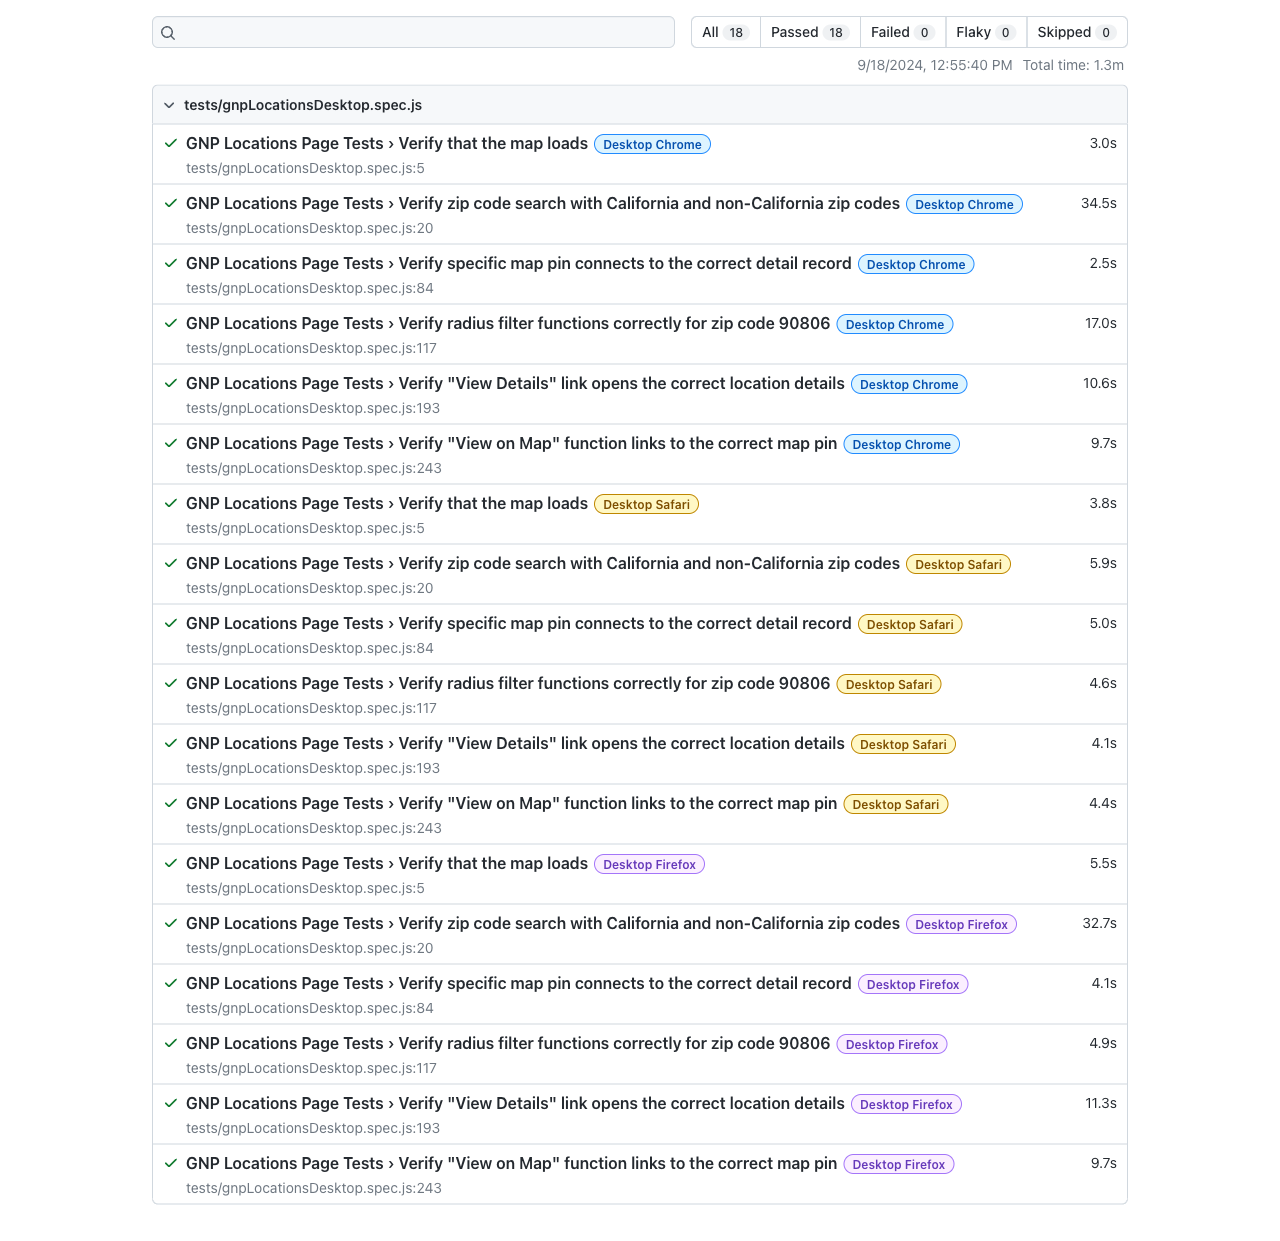 All 18 Passed 18 Failed 0 Flaky 0 Skipped 0
9/18/2024, 12:55:40 PM Total time: 1.3m
tests/gnpLocationsDesktop.spec.js
GNP Locations Page Tests › Verify that the map loads Desktop Chrome 3.0s
tests/gnpLocationsDesktop.spec.js:5
GNP Locations Page Tests › Verify zip code search with California and non-California zip codes Desktop Chrome 34.5s
tests/gnpLocationsDesktop.spec.js:20
GNP Locations Page Tests › Verify specific map pin connects to the correct detail record Desktop Chrome 2.5s
tests/gnpLocationsDesktop.spec.js:84
GNP Locations Page Tests › Verify radius filter functions correctly for zip code 90806 Desktop Chrome 17.0s
tests/gnpLocationsDesktop.spec.js:117
GNP Locations Page Tests › Verify "View Details" link opens the correct location details Desktop Chrome 10.6s
tests/gnpLocationsDesktop.spec.js:193
GNP Locations Page Tests › Verify "View on Map" function links to the correct map pin Desktop Chrome 9.7s
tests/gnpLocationsDesktop.spec.js:243
GNP Locations Page Tests › Verify that the map loads Desktop Safari 3.8s
tests/gnpLocationsDesktop.spec.js:5
GNP Locations Page Tests › Verify zip code search with California and non-California zip codes Desktop Safari 5.9s
tests/gnpLocationsDesktop.spec.js:20
GNP Locations Page Tests › Verify specific map pin connects to the correct detail record Desktop Safari 5.0s
tests/gnpLocationsDesktop.spec.js:84
GNP Locations Page Tests › Verify radius filter functions correctly for zip code 90806 Desktop Safari 4.6s
tests/gnpLocationsDesktop.spec.js:117
GNP Locations Page Tests › Verify "View Details" link opens the correct location details Desktop Safari 4.1s
tests/gnpLocationsDesktop.spec.js:193
GNP Locations Page Tests › Verify "View on Map" function links to the correct map pin Desktop Safari 4.4s
tests/gnpLocationsDesktop.spec.js:243
GNP Locations Page Tests › Verify that the map loads Desktop Firefox 5.5s
tests/gnpLocationsDesktop.spec.js:5
GNP Locations Page Tests › Verify zip code search with California and non-California zip codes Desktop Firefox 32.7s
tests/gnpLocationsDesktop.spec.js:20
GNP Locations Page Tests › Verify specific map pin connects to the correct detail record Desktop Firefox 4.1s
tests/gnpLocationsDesktop.spec.js:84
GNP Locations Page Tests › Verify radius filter functions correctly for zip code 90806 Desktop Firefox 4.9s
tests/gnpLocationsDesktop.spec.js:117
GNP Locations Page Tests › Verify "View Details" link opens the correct location details Desktop Firefox 11.3s
tests/gnpLocationsDesktop.spec.js:193
GNP Locations Page Tests › Verify "View on Map" function links to the correct map pin Desktop Firefox 9.7s
tests/gnpLocationsDesktop.spec.js:243